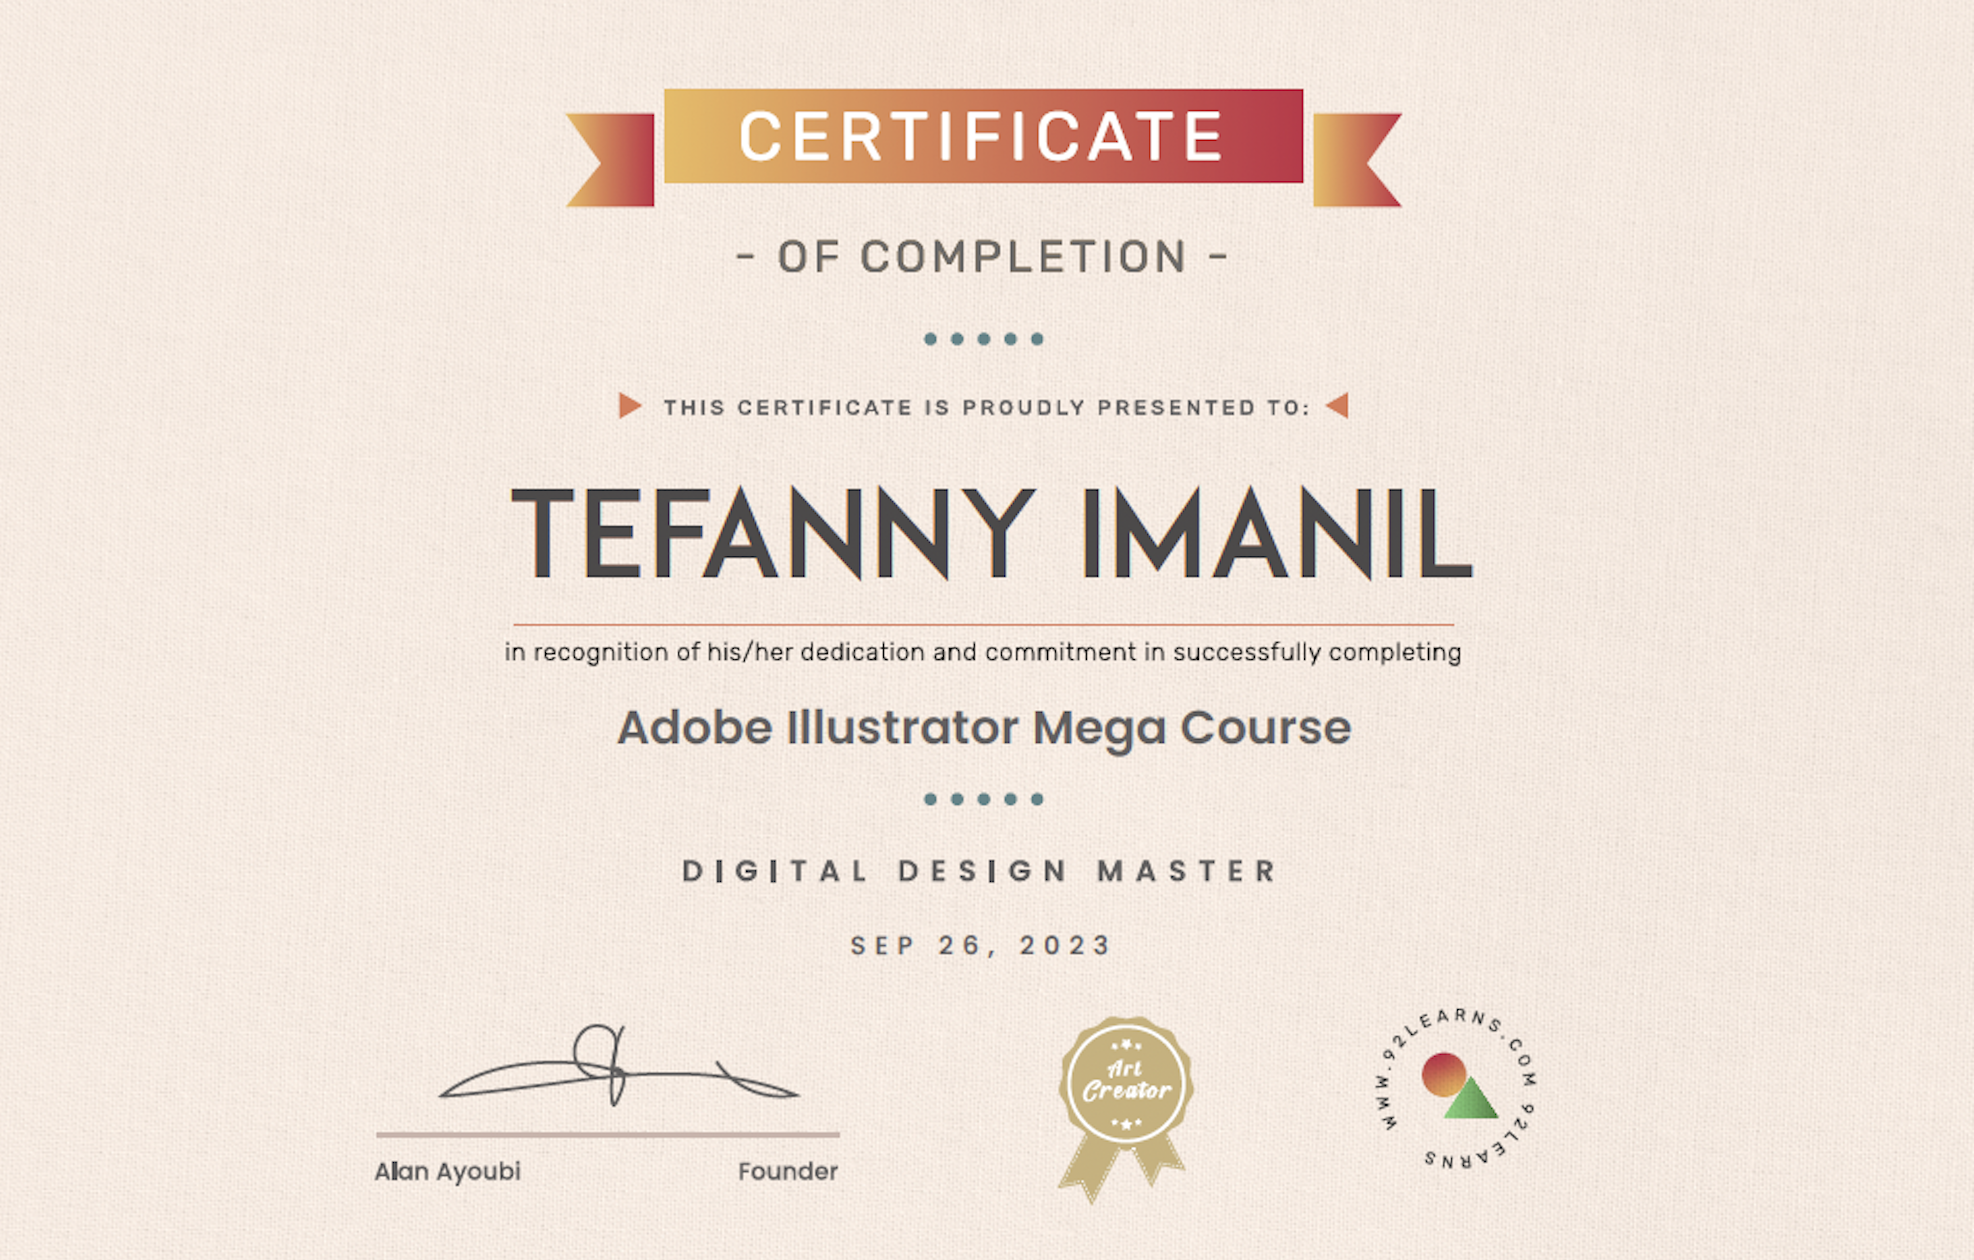 CERTIFICATE
- OF COMPLETION -
THIS CERTIFICATE IS PROUDLY PRESENTED TO:
TEFANNY IMANIL
in recognition of his/her dedication and commitment in successfully completing
Adobe Illustrator Mega Course
DIGITAL DESIGN MASTER
SEP 26, 2023
Art
Creator
WWW.92LEARNS.COM 92LEARNS
Alan Ayoubi Founder